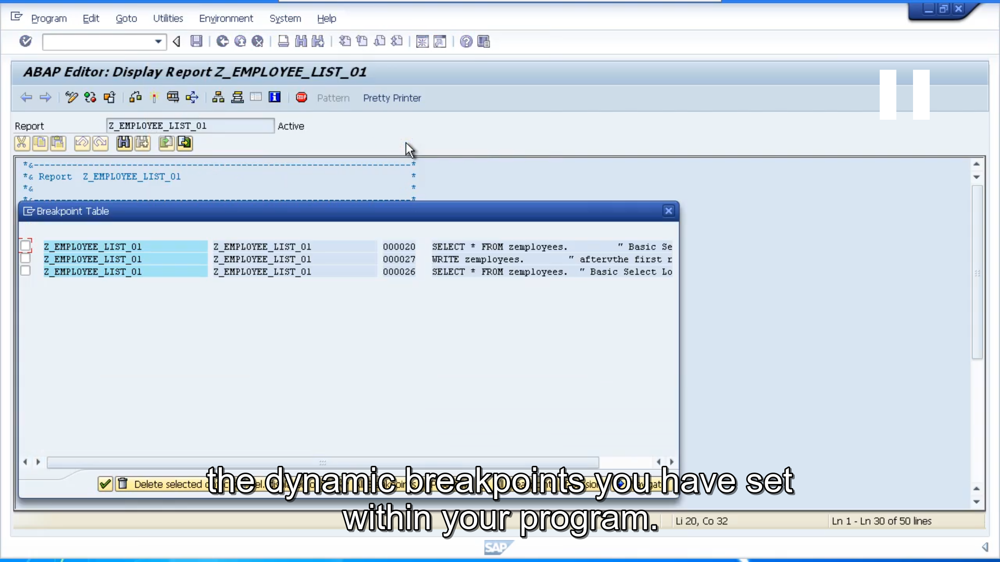 Program Edit Goto Utilities Environment System Help
ABAP Editor: Display Report Z_EMPLOYEE_LIST_01
STOP Pattern Pretty Printer
Report Z_EMPLOYEE_LIST_01 Active
*&---------------------------------------------------------------------*
*& Report Z_EMPLOYEE_LIST_01 *
*& *
*&---------------------------------------------------------------------*
Breakpoint Table
Z_EMPLOYEE_LIST_01 Z_EMPLOYEE_LIST_01 000020 SELECT * FROM zemployees. " Basic Se
Z_EMPLOYEE_LIST_01 Z_EMPLOYEE_LIST_01 000027 WRITE zemployees. " aftervthe first r
Z_EMPLOYEE_LIST_01 Z_EMPLOYEE_LIST_01 000026 SELECT * FROM zemployees. " Basic Select Lo
Delete selected
the dynamic breakpoints you have set
within your program.
Li 20, Co 32 Ln 1 - Ln 30 of 50 lines
SAP